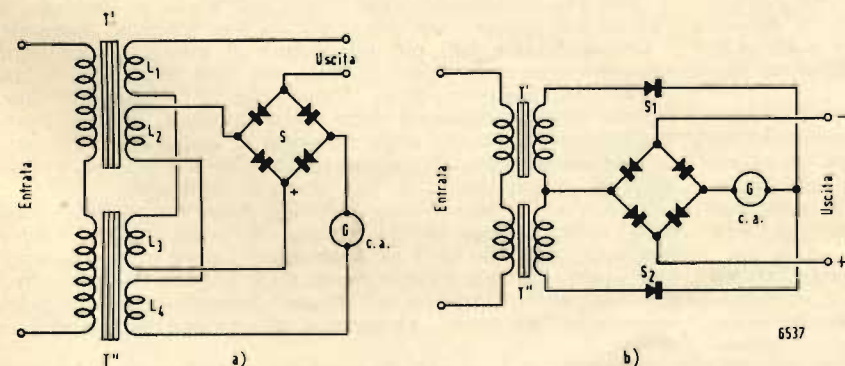 T'
L₁
Uscita
L₂
S
+
Entrata
L₃
G
c.a.
L₄
T"
a)
S₁
T'
−
Entrata
G
c.a.
Uscita
T"
S₂
+
6537
b)